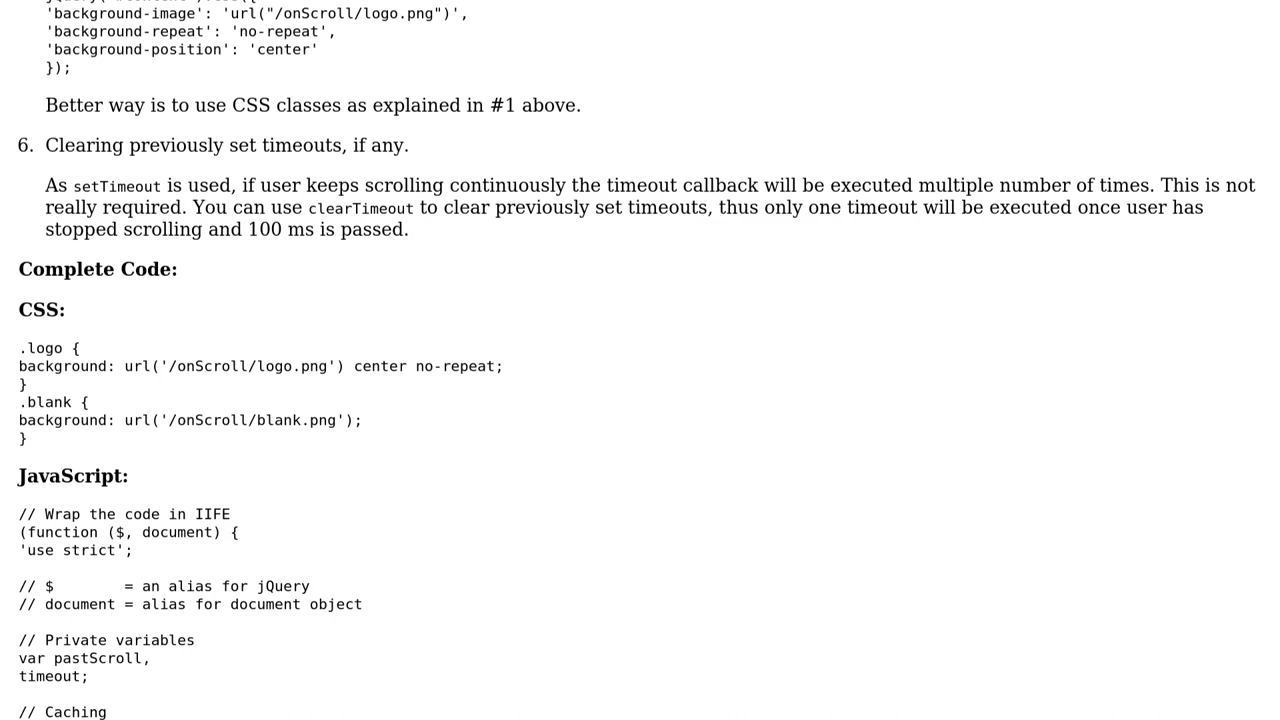 'background-image': 'url("/onScroll/logo.png")',
'background-repeat': 'no-repeat',
'background-position': 'center'
});
Better way is to use CSS classes as explained in #1 above.
6. Clearing previously set timeouts, if any.
As setTimeout is used, if user keeps scrolling continuously the timeout callback will be executed multiple number of times. This is not
really required. You can use clearTimeout to clear previously set timeouts, thus only one timeout will be executed once user has
stopped scrolling and 100 ms is passed.
Complete Code:
CSS:
.logo {
background: url('/onScroll/logo.png') center no-repeat;
}
.blank {
background: url('/onScroll/blank.png');
}
JavaScript:
// Wrap the code in IIFE
(function ($, document) {
'use strict';
// $        = an alias for jQuery
// document = alias for document object
// Private variables
var pastScroll,
timeout;
// Caching